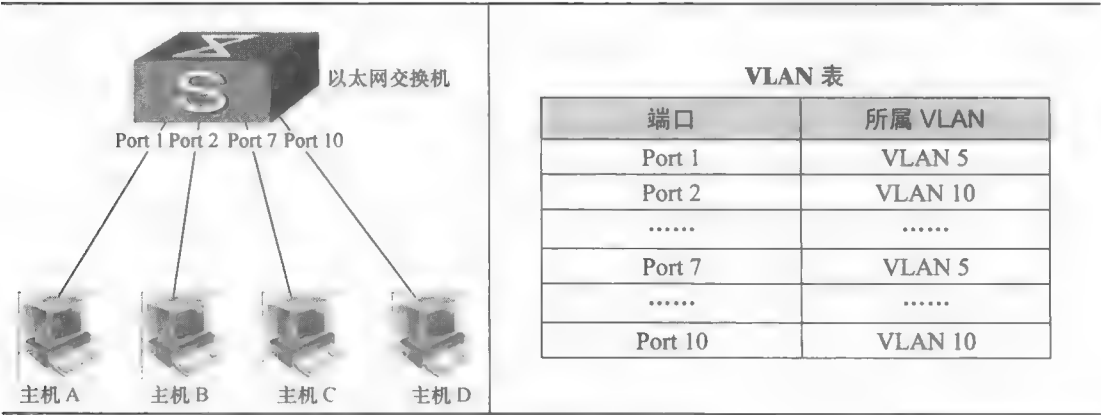 S
以太网交换机
Port 1 Port 2 Port 7 Port 10
主机 A 主机 B 主机 C 主机 D
VLAN 表
端口 所属 VLAN
Port 1 VLAN 5
Port 2 VLAN 10
…… ……
Port 7 VLAN 5
…… ……
Port 10 VLAN 10